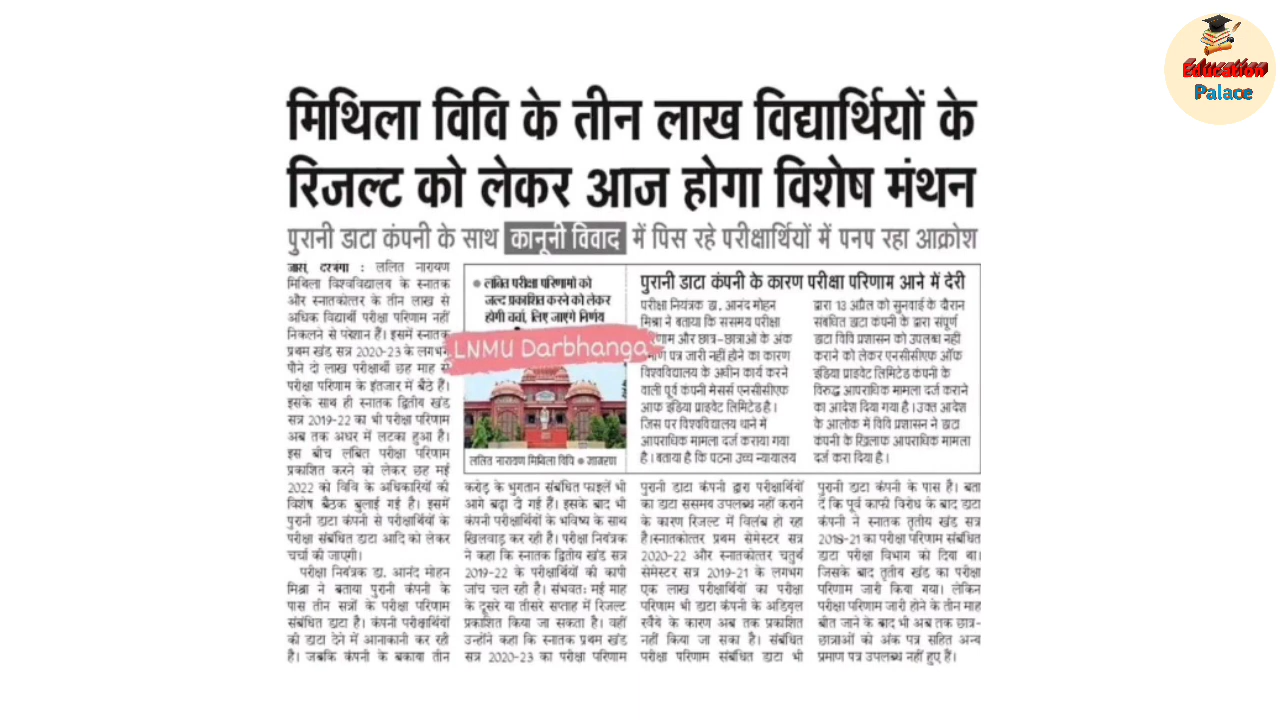 Education
Palace
मिथिला विवि के तीन लाख विद्यार्थियों के
रिजल्ट को लेकर आज होगा विशेष मंथन
पुरानी डाटा कंपनी के साथ कानूनी विवाद में पिस रहे परीक्षार्थियों में पनप रहा आक्रोश
जासं, दरभंगा : ललित नारायण
मिथिला विश्वविद्यालय के स्नातक
और स्नातकोत्तर के तीन लाख से
अधिक विद्यार्थी परीक्षा परिणाम नहीं
निकलने से परेशान हैं। इसमें स्नातक
प्रथम खंड सत्र 2020-23 के लगभग
पौने दो लाख परीक्षार्थी छह माह से
परीक्षा परिणाम के इंतजार में बैठे हैं।
इसके साथ ही स्नातक द्वितीय खंड
सत्र 2019-22 का भी परीक्षा परिणाम
अब तक अधर में लटका हुआ है।
इस बीच लंबित परीक्षा परिणाम
प्रकाशित करने को लेकर छह मई
2022 को विवि के अधिकारियों की
विशेष बैठक बुलाई गई है। इसमें
पुरानी डाटा कंपनी से परीक्षार्थियों के
परीक्षा संबंधित डाटा आदि को लेकर
चर्चा की जाएगी।
परीक्षा नियंत्रक डा. आनंद मोहन
मिश्रा ने बताया पुरानी कंपनी के
पास तीन सत्रों के परीक्षा परिणाम
संबंधित डाटा है। कंपनी परीक्षार्थियों
की डाटा देने में आनाकानी कर रही
है। जबकि कंपनी के बकाया तीन
● लंबित परीक्षा परिणामों को
जल्द प्रकाशित करने को लेकर
होगी चर्चा, लिए जाएंगे निर्णय
LNMU Darbhanga
ललित नारायण मिथिला विवि ● जागरण
पुरानी डाटा कंपनी के कारण परीक्षा परिणाम आने में देरी
परीक्षा नियंत्रक डा. आनंद मोहन
मिश्रा ने बताया कि ससमय परीक्षा
परिणाम और छात्र-छात्राओं के अंक
प्रमाण पत्र जारी नहीं होने का कारण
विश्वविद्यालय के अधीन कार्य करने
वाली पूर्व कंपनी मेसर्स एनसीसीएफ
आफ इंडिया प्राइवेट लिमिटेड है।
जिस पर विश्वविद्यालय थाने में
आपराधिक मामला दर्ज कराया गया
है। बताया है कि पटना उच्च न्यायालय
द्वारा 13 अप्रैल को सुनवाई के दौरान
संबंधित डाटा कंपनी के द्वारा संपूर्ण
डाटा विवि प्रशासन को उपलब्ध नहीं
कराने को लेकर एनसीसीएफ ऑफ
इंडिया प्राइवेट लिमिटेड कंपनी के
विरुद्ध आपराधिक मामला दर्ज कराने
का आदेश दिया गया है। उक्त आदेश
के आलोक में विवि प्रशासन ने डाटा
कंपनी के खिलाफ आपराधिक मामला
दर्ज करा दिया है।
करोड़ के भुगतान संबंधित फाइलें भी
आगे बढ़ा दी गई हैं। इसके बाद भी
कंपनी परीक्षार्थियों के भविष्य के साथ
खिलवाड़ कर रही है। परीक्षा नियंत्रक
ने कहा कि स्नातक द्वितीय खंड सत्र
2019-22 के परीक्षार्थियों की कापी
जांच चल रही है। संभवतः मई माह
के दूसरे या तीसरे सप्ताह में रिजल्ट
प्रकाशित किया जा सकता है। वहीं
उन्होंने कहा कि स्नातक प्रथम खंड
सत्र 2020-23 का परीक्षा परिणाम
पुरानी डाटा कंपनी द्वारा परीक्षार्थियों
का डाटा ससमय उपलब्ध नहीं कराने
के कारण रिजल्ट में विलंब हो रहा
है।स्नातकोत्तर प्रथम सेमेस्टर सत्र
2020-22 और स्नातकोत्तर चतुर्थ
सेमेस्टर सत्र 2019-21 के लगभग
एक लाख परीक्षार्थियों का परीक्षा
परिणाम भी डाटा कंपनी के अड़ियल
रवैये के कारण अब तक प्रकाशित
नहीं किया जा सका है। संबंधित
परीक्षा परिणाम संबंधित डाटा भी
पुरानी डाटा कंपनी के पास है। बता
दें कि पूर्व काफी विरोध के बाद डाटा
कंपनी ने स्नातक तृतीय खंड सत्र
2018-21 का परीक्षा परिणाम संबंधित
डाटा परीक्षा विभाग को दिया था।
जिसके बाद तृतीय खंड का परीक्षा
परिणाम जारी किया गया। लेकिन
परीक्षा परिणाम जारी होने के तीन माह
बीत जाने के बाद भी अब तक छात्र-
छात्राओं को अंक पत्र सहित अन्य
प्रमाण पत्र उपलब्ध नहीं हुए हैं।